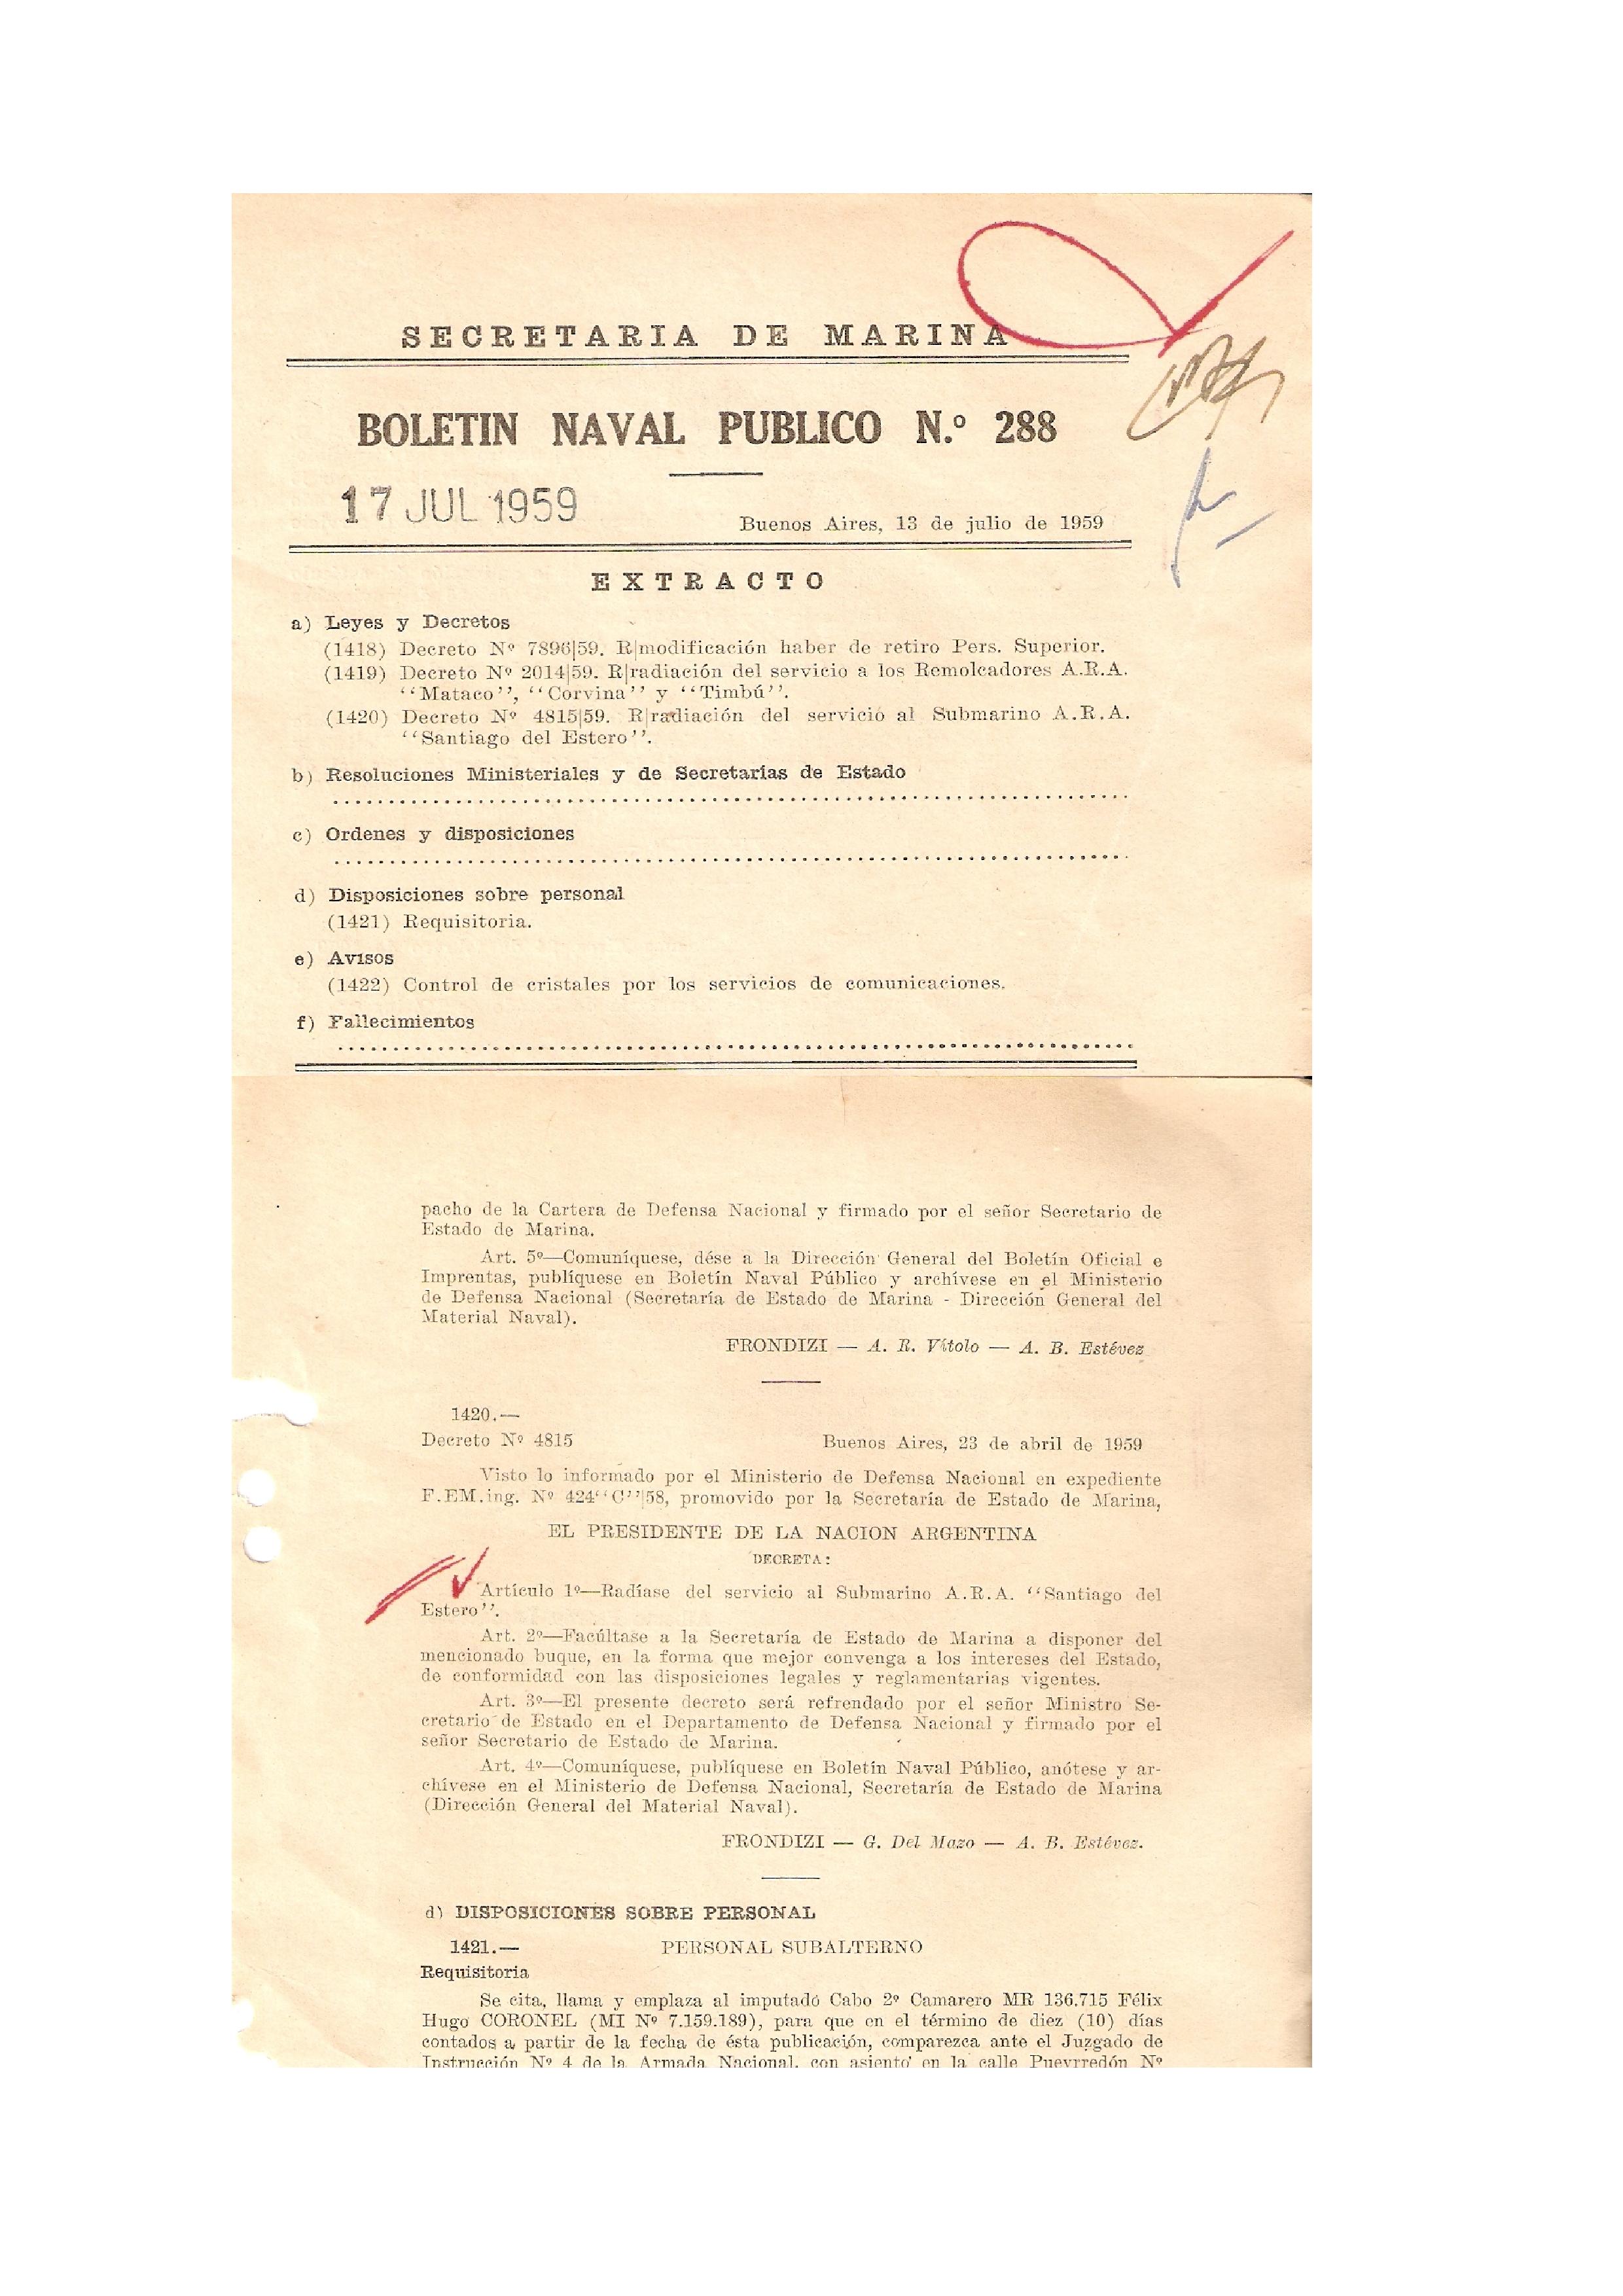 SECRETARIA DE MARINA
BOLETIN NAVAL PUBLICO N.º 288
17 JUL 1959
Buenos Aires, 13 de julio de 1959
EXTRACTO
a) Leyes y Decretos
(1418) Decreto Nº 7896|59. R|modificación haber de retiro Pers. Superior.
(1419) Decreto Nº 2014|59. R|radiación del servicio a los Remolcadores A.R.A.
‘‘Mataco’’, ‘‘Corvina’’ y ‘‘Timbú’’.
(1420) Decreto Nº 4815|59. R|radiación del servicio al Submarino A.R.A.
‘‘Santiago del Estero’’.
b) Resoluciones Ministeriales y de Secretarías de Estado
c) Ordenes y disposiciones
d) Disposiciones sobre personal
(1421) Requisitoria.
e) Avisos
(1422) Control de cristales por los servicios de comunicaciones.
f) Fallecimientos
pacho de la Cartera de Defensa Nacional y firmado por el señor Secretario de
Estado de Marina.
Art. 5º—Comuníquese, dése a la Dirección General del Boletín Oficial e
Imprentas, publíquese en Boletín Naval Público y archívese en el Ministerio
de Defensa Nacional (Secretaría de Estado de Marina - Dirección General del
Material Naval).
FRONDIZI — A. R. Vítolo — A. B. Estévez
1420.—
Decreto Nº 4815
Buenos Aires, 23 de abril de 1959
Visto lo informado por el Ministerio de Defensa Nacional en expediente
F.EM.ing. Nº 424‘‘C’’|58, promovido por la Secretaría de Estado de Marina,
EL PRESIDENTE DE LA NACION ARGENTINA
DECRETA:
Artículo 1º—Radíase del servicio al Submarino A.R.A. ‘‘Santiago del
Estero’’.
Art. 2º—Facúltase a la Secretaría de Estado de Marina a disponer del
mencionado buque, en la forma que mejor convenga a los intereses del Estado,
de conformidad con las disposiciones legales y reglamentarias vigentes.
Art. 3º—El presente decreto será refrendado por el señor Ministro Se-
cretario de Estado en el Departamento de Defensa Nacional y firmado por el
señor Secretario de Estado de Marina.
Art. 4º—Comuníquese, publíquese en Boletín Naval Público, anótese y ar-
chívese en el Ministerio de Defensa Nacional, Secretaría de Estado de Marina
(Dirección General del Material Naval).
FRONDIZI — G. Del Mazo — A. B. Estévez.
d) DISPOSICIONES SOBRE PERSONAL
1421.—
PERSONAL SUBALTERNO
Requisitoria
Se cita, llama y emplaza al imputado Cabo 2º Camarero MR 136.715 Félix
Hugo CORONEL (MI Nº 7.159.189), para que en el término de diez (10) días
contados a partir de la fecha de ésta publicación, comparezca ante el Juzgado de
Instrucción Nº 4 de la Armada Nacional, con asiento en la calle Pueyrredón Nº